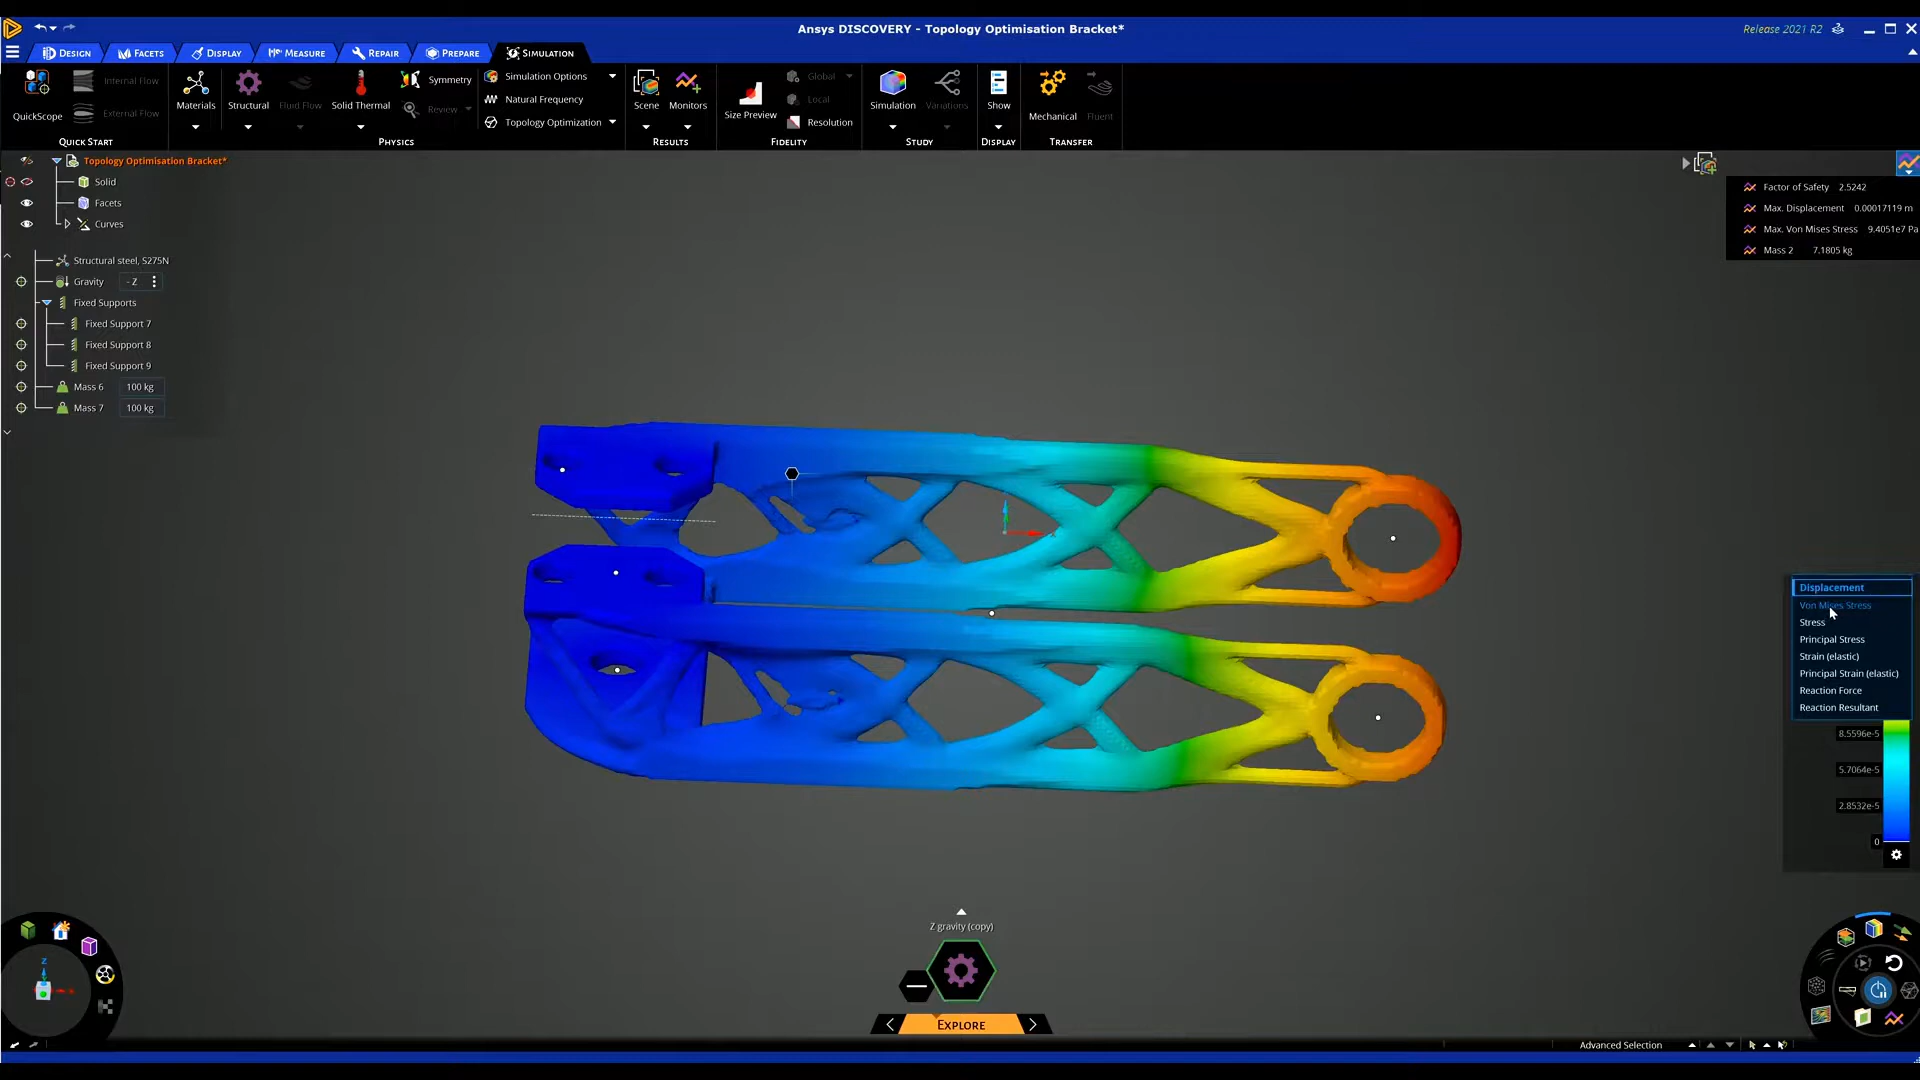 Ansys DISCOVERY - Topology Optimisation Bracket*
Release 2021 R2
DESIGN
FACETS
DISPLAY
MEASURE
REPAIR
PREPARE
SIMULATION
QuickScope
Internal Flow
External Flow
QUICK START
Materials
Structural
Fluid Flow
Solid Thermal
Symmetry
Review
Simulation Options
Natural Frequency
Topology Optimization
PHYSICS
Scene
Monitors
RESULTS
Size Preview
Global
Local
Resolution
FIDELITY
Simulation
Variations
STUDY
Show
DISPLAY
Mechanical
Fluent
TRANSFER
Topology Optimisation Bracket*
Solid
Facets
Curves
Structural steel, S275N
Gravity -Z
Fixed Supports
Fixed Support 7
Fixed Support 8
Fixed Support 9
Mass 6 100 kg
Mass 7 100 kg
Factor of Safety 2.5242
Max. Displacement 0.00017119 m
Max. Von Mises Stress 9.4051e7 Pa
Mass 2 7.1805 kg
Displacement
Von Mises Stress
Stress
Principal Stress
Strain (elastic)
Principal Strain (elastic)
Reaction Force
Reaction Resultant
8.5596e-5
5.7064e-5
2.8532e-5
0
Z
Z gravity (copy)
EXPLORE
Advanced Selection